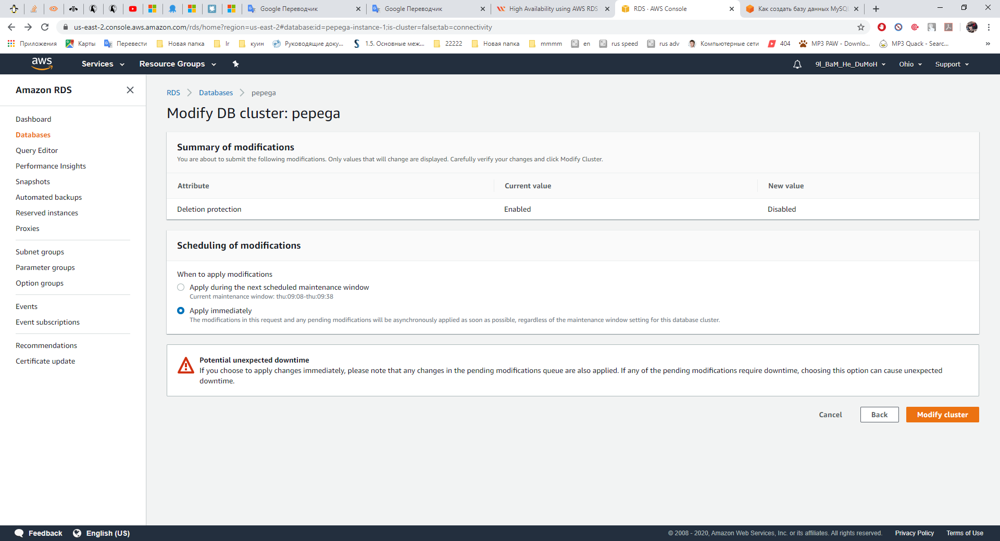 Google Переводчик
Google Переводчик
High Availability using AWS RDS
RDS · AWS Console
Как создать базу данных MySQL
us-east-2.console.aws.amazon.com/rds/home?region=us-east-2#database:id=pepega-instance-1;is-cluster=false;tab=connectivity
Приложения
Карты
Перевести
Новая папка
lr
куин
Руководящие доку...
1.5. Основные меж...
22222
Новая папка
mmmm
en
rus speed
rus adv
Компьютерные сети
404
MP3 PAW - Downlo...
MP3 Quack - Searc...
»
aws
Services
Resource Groups
9l_BaM_He_DuMoH
Ohio
Support
Amazon RDS
Dashboard
Databases
Query Editor
Performance Insights
Snapshots
Automated backups
Reserved instances
Proxies
Subnet groups
Parameter groups
Option groups
Events
Event subscriptions
Recommendations
Certificate update
RDS
Databases
pepega
Modify DB cluster: pepega
Summary of modifications
You are about to submit the following modifications. Only values that will change are displayed. Carefully verify your changes and click Modify Cluster.
Attribute
Current value
New value
Deletion protection
Enabled
Disabled
Scheduling of modifications
When to apply modifications
Apply during the next scheduled maintenance window
Current maintenance window: thu:09:08-thu:09:38
Apply immediately
The modifications in this request and any pending modifications will be asynchronously applied as soon as possible, regardless of the maintenance window setting for this database cluster.
Potential unexpected downtime
If you choose to apply changes immediately, please note that any changes in the pending modifications queue are also applied. If any of the pending modifications require downtime, choosing this option can cause unexpected
downtime.
Cancel
Back
Modify cluster
Feedback
English (US)
© 2008 - 2020, Amazon Web Services, Inc. or its affiliates. All rights reserved.
Privacy Policy
Terms of Use